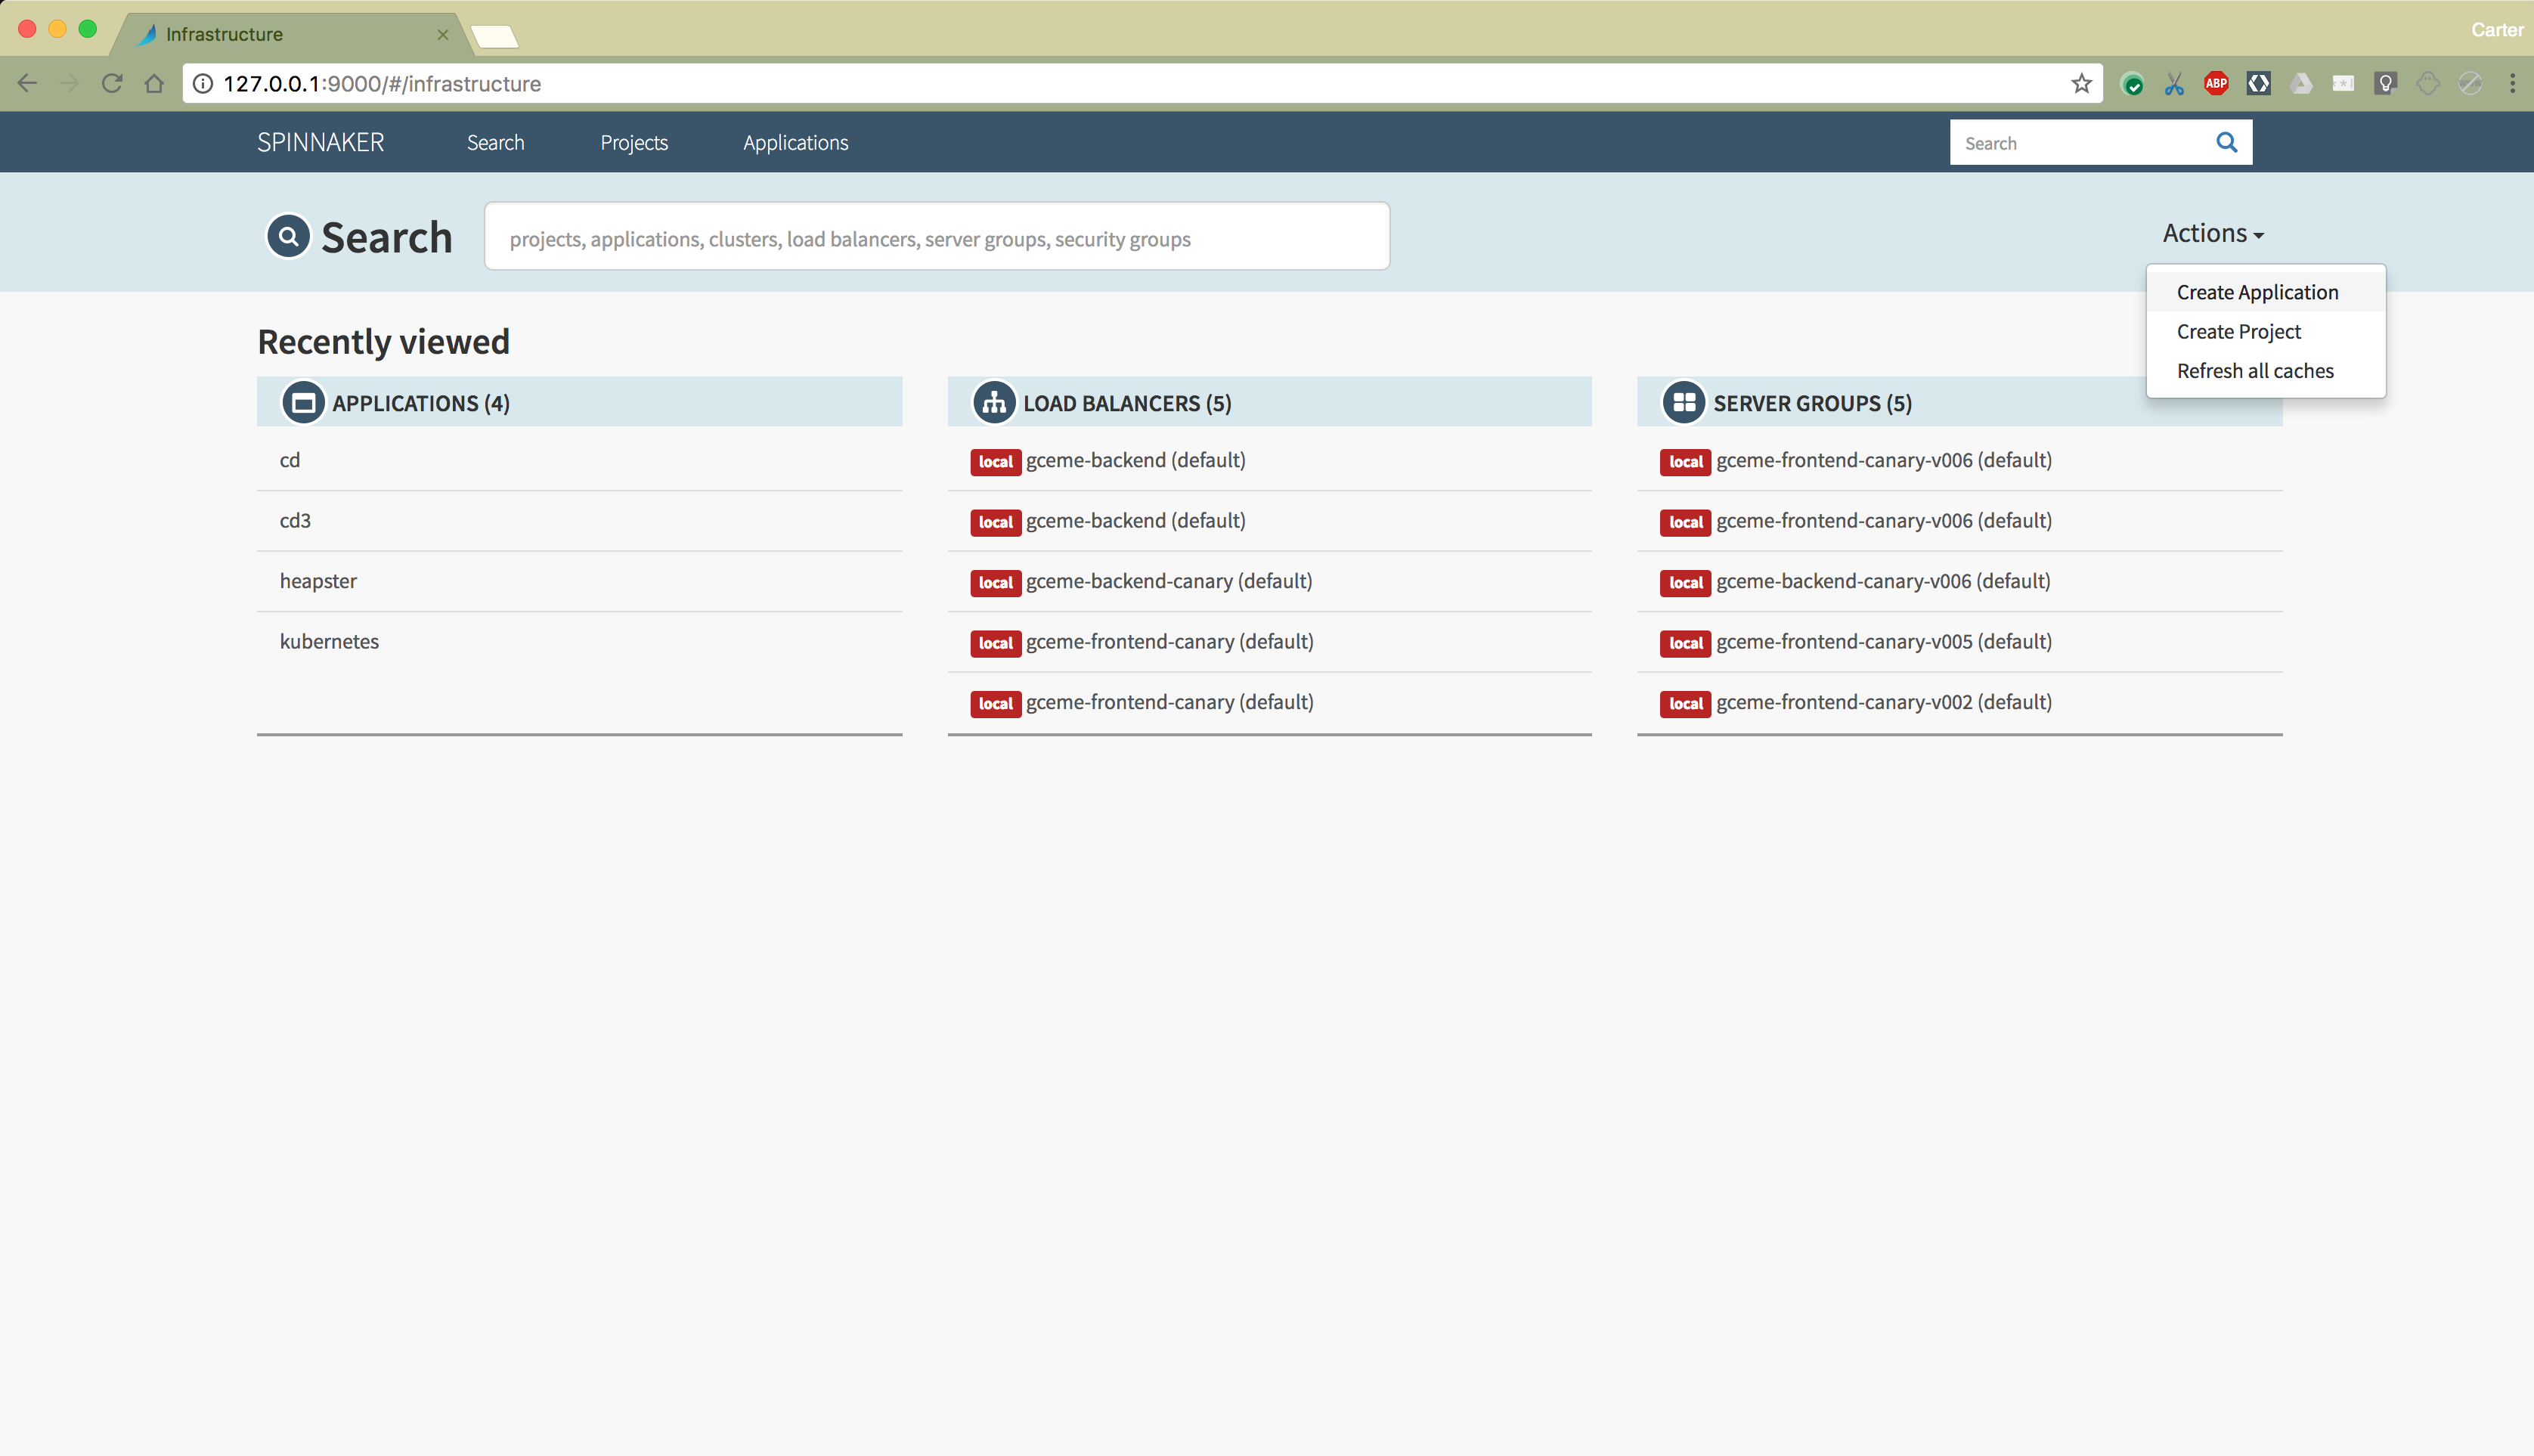 Infrastructure
Carter
127.0.0.1:9000/#/infrastructure
ABP
SPINNAKER
Search
Projects
Applications
Search
Search
projects, applications, clusters, load balancers, server groups, security groups
Actions
Create Application
Create Project
Refresh all caches
Recently viewed
APPLICATIONS (4)
cd
cd3
heapster
kubernetes
LOAD BALANCERS (5)
local gceme-backend (default)
local gceme-backend (default)
local gceme-backend-canary (default)
local gceme-frontend-canary (default)
local gceme-frontend-canary (default)
SERVER GROUPS (5)
local gceme-frontend-canary-v006 (default)
local gceme-frontend-canary-v006 (default)
local gceme-backend-canary-v006 (default)
local gceme-frontend-canary-v005 (default)
local gceme-frontend-canary-v002 (default)